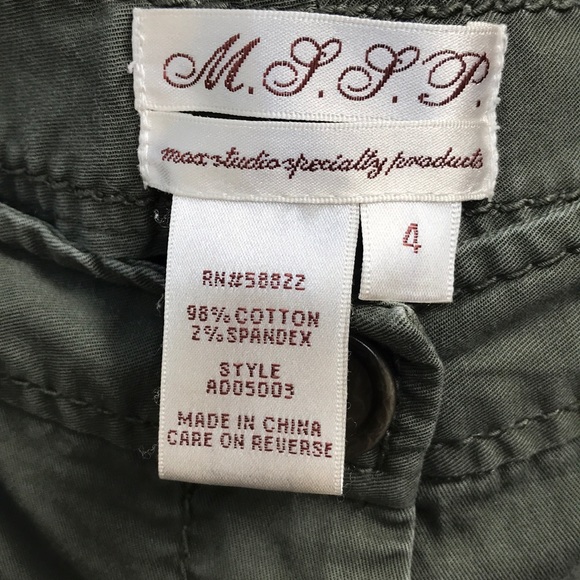 M.S.S.P.
max studio specialty products
4
RN#58822
98% COTTON
2% SPANDEX
STYLE
AD05003
MADE IN CHINA
CARE ON REVERSE